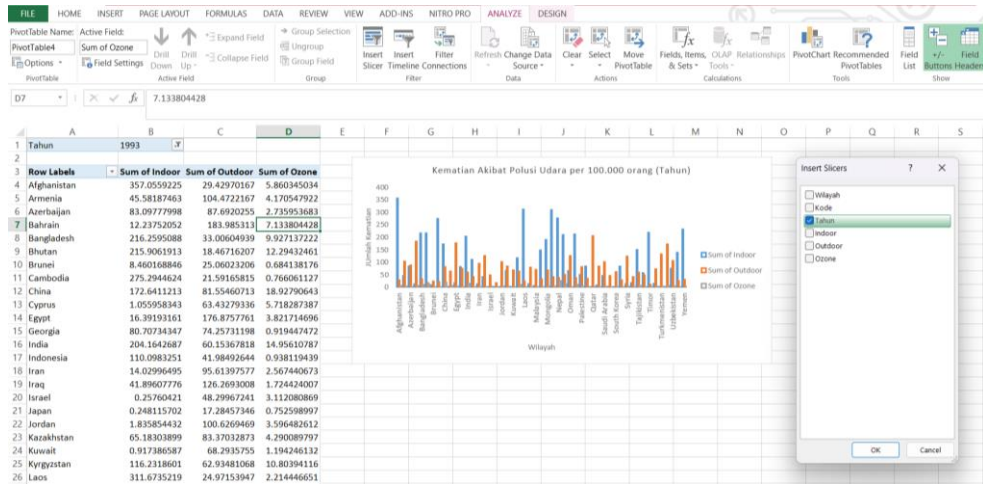 FILE HOME INSERT PAGE LAYOUT FORMULAS DATA REVIEW VIEW ADD-INS NITRO PRO ANALYZE DESIGN
PivotTable Name: Active Field:
PivotTable4 Sum of Ozone
Options Field Settings
Drill Down Drill Up
Expand Field
Collapse Field
Group Selection
Ungroup
Group Field
Insert Slicer Insert Timeline Filter Connections
Refresh Change Data Source
Clear Select Move PivotTable
Fields, Items, & Sets OLAP Tools Relationships
PivotChart Recommended PivotTables
Field List +/- Buttons Field Headers
PivotTable Active Field Group Filter Data Actions Calculations Tools Show
D7 fx 7.133804428
A B C D E F G H I J K L M N O P Q R S
1 Tahun 1993
2
3 Row Labels Sum of Indoor Sum of Outdoor Sum of Ozone
4 Afghanistan 357.0559225 29.42970167 5.860345034
5 Armenia 45.58187463 104.4722167 4.170547922
6 Azerbaijan 83.09777998 87.6920255 2.735953683
7 Bahrain 12.23752052 183.985313 7.133804428
8 Bangladesh 216.2595088 33.00604939 9.927137222
9 Bhutan 215.9061913 18.46716207 12.29432461
10 Brunei 8.460168846 25.06023206 0.684138176
11 Cambodia 275.2944624 21.59165815 0.766061127
12 China 172.6411213 81.55460713 18.92790643
13 Cyprus 1.055958343 63.43279336 5.718287387
14 Egypt 16.39193161 176.8757761 3.821714696
15 Georgia 80.70734347 74.25731198 0.919447472
16 India 204.1642687 60.15367818 14.95610787
17 Indonesia 110.0983251 41.98492644 0.938119439
18 Iran 14.02996495 95.61397577 2.567440673
19 Iraq 41.89607776 126.2693008 1.724424007
20 Israel 0.25760421 48.29967241 3.112080869
21 Japan 0.248115702 17.28457346 0.752598997
22 Jordan 1.835854432 100.6269469 3.596482612
23 Kazakhstan 65.18303899 83.37032873 4.290089797
24 Kuwait 0.917386587 68.2935755 1.194246132
25 Kyrgyzstan 116.2318601 62.93481068 10.80394116
26 Laos 311.6735219 24.97153947 2.214446651
Kematian Akibat Polusi Udara per 100.000 orang (Tahun)
Jumlah Kematian
400
350
300
250
200
150
100
50
0
Afghanistan Azerbaijan Bangladesh Brunei China Egypt India Iran Israel Jordan Kuwait Laos Malaysia Mongolia Nepal Oman Palestine Qatar Saudi Arabia South Korea Syria Tajikistan Timor Turkmenistan Uzbekistan Yemen
Wilayah
Sum of Indoor
Sum of Outdoor
Sum of Ozone
Insert Slicers ? ×
Wilayah
Kode
Tahun
Indoor
Outdoor
Ozone
OK Cancel